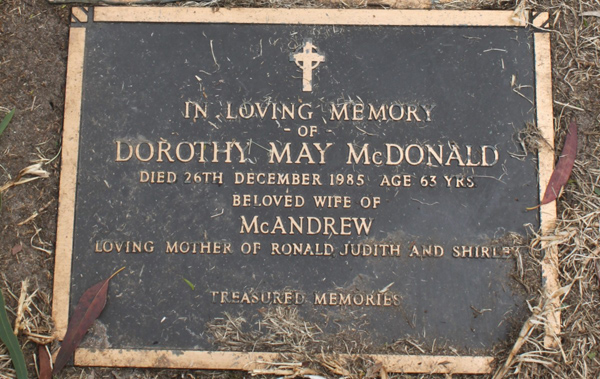 IN LOVING MEMORY
- OF -
DOROTHY MAY McDONALD
DIED 26TH DECEMBER 1985 AGE 63 YRS
BELOVED WIFE OF
McANDREW
LOVING MOTHER OF RONALD JUDITH AND
TREASURED MEMORIES